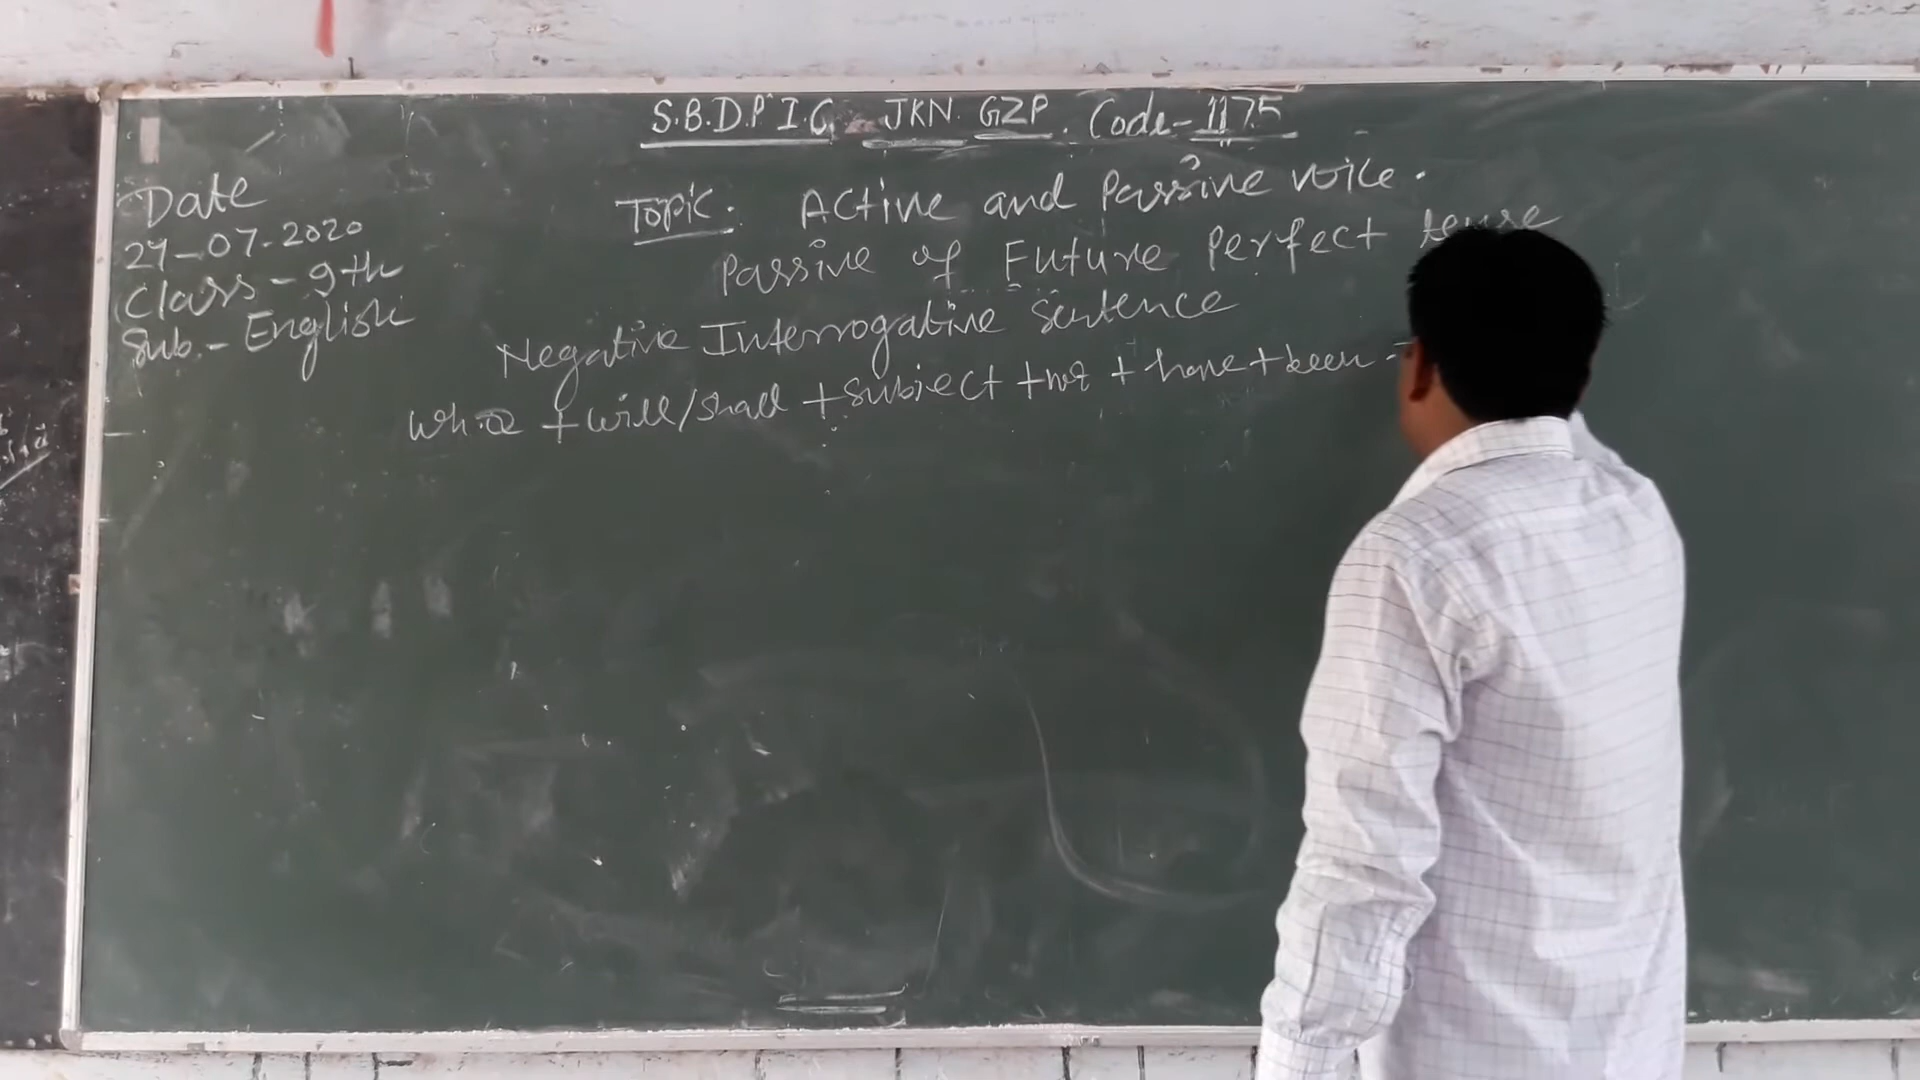 S.B.D.P I.C. JKN. GZP. Code-1175
Date
27-07-2020
Class-9th
Sub.- English
Topic: Active and Passive voice.
Passive of Future Perfect tense
Negative Interrogative Sentence
+will/shall +subject +not +have+been